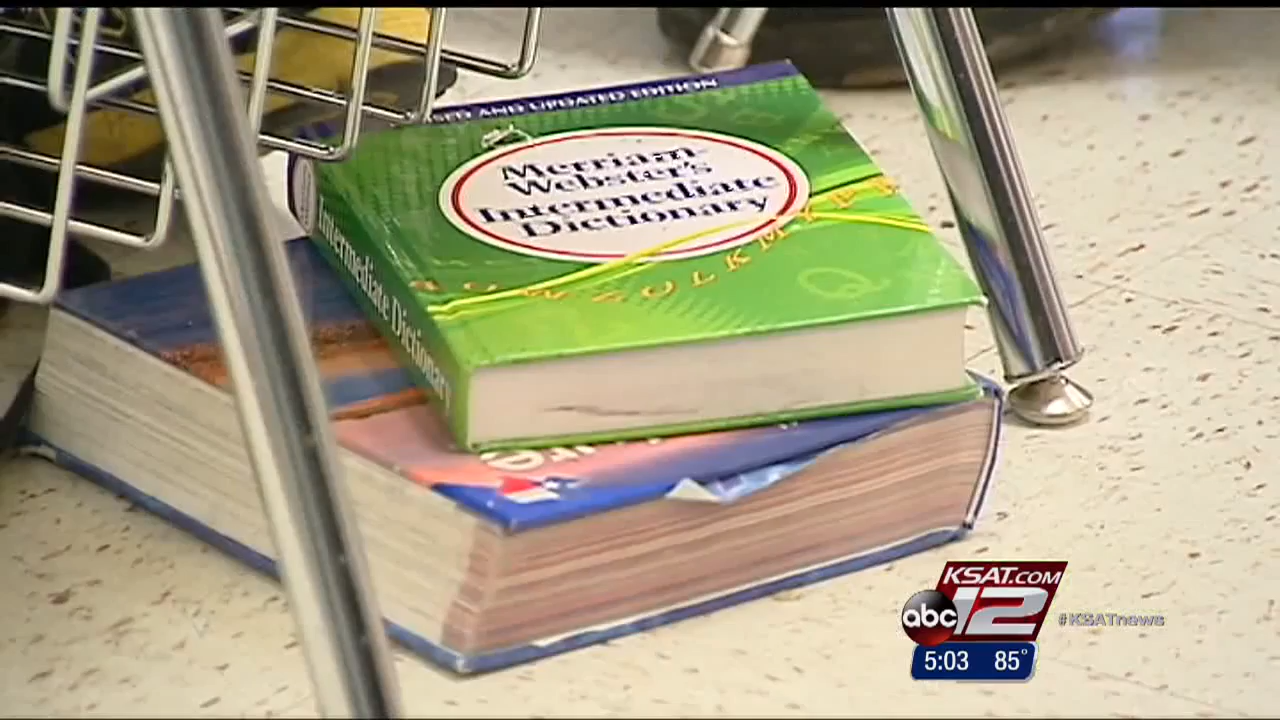 SED AND UPDATED EDITION
Merriam-
Webster's
Intermediate
Dictionary
Intermediate Dictionary
Q
KSAT.COM
abc 12
#KSATnews
5:03 85°